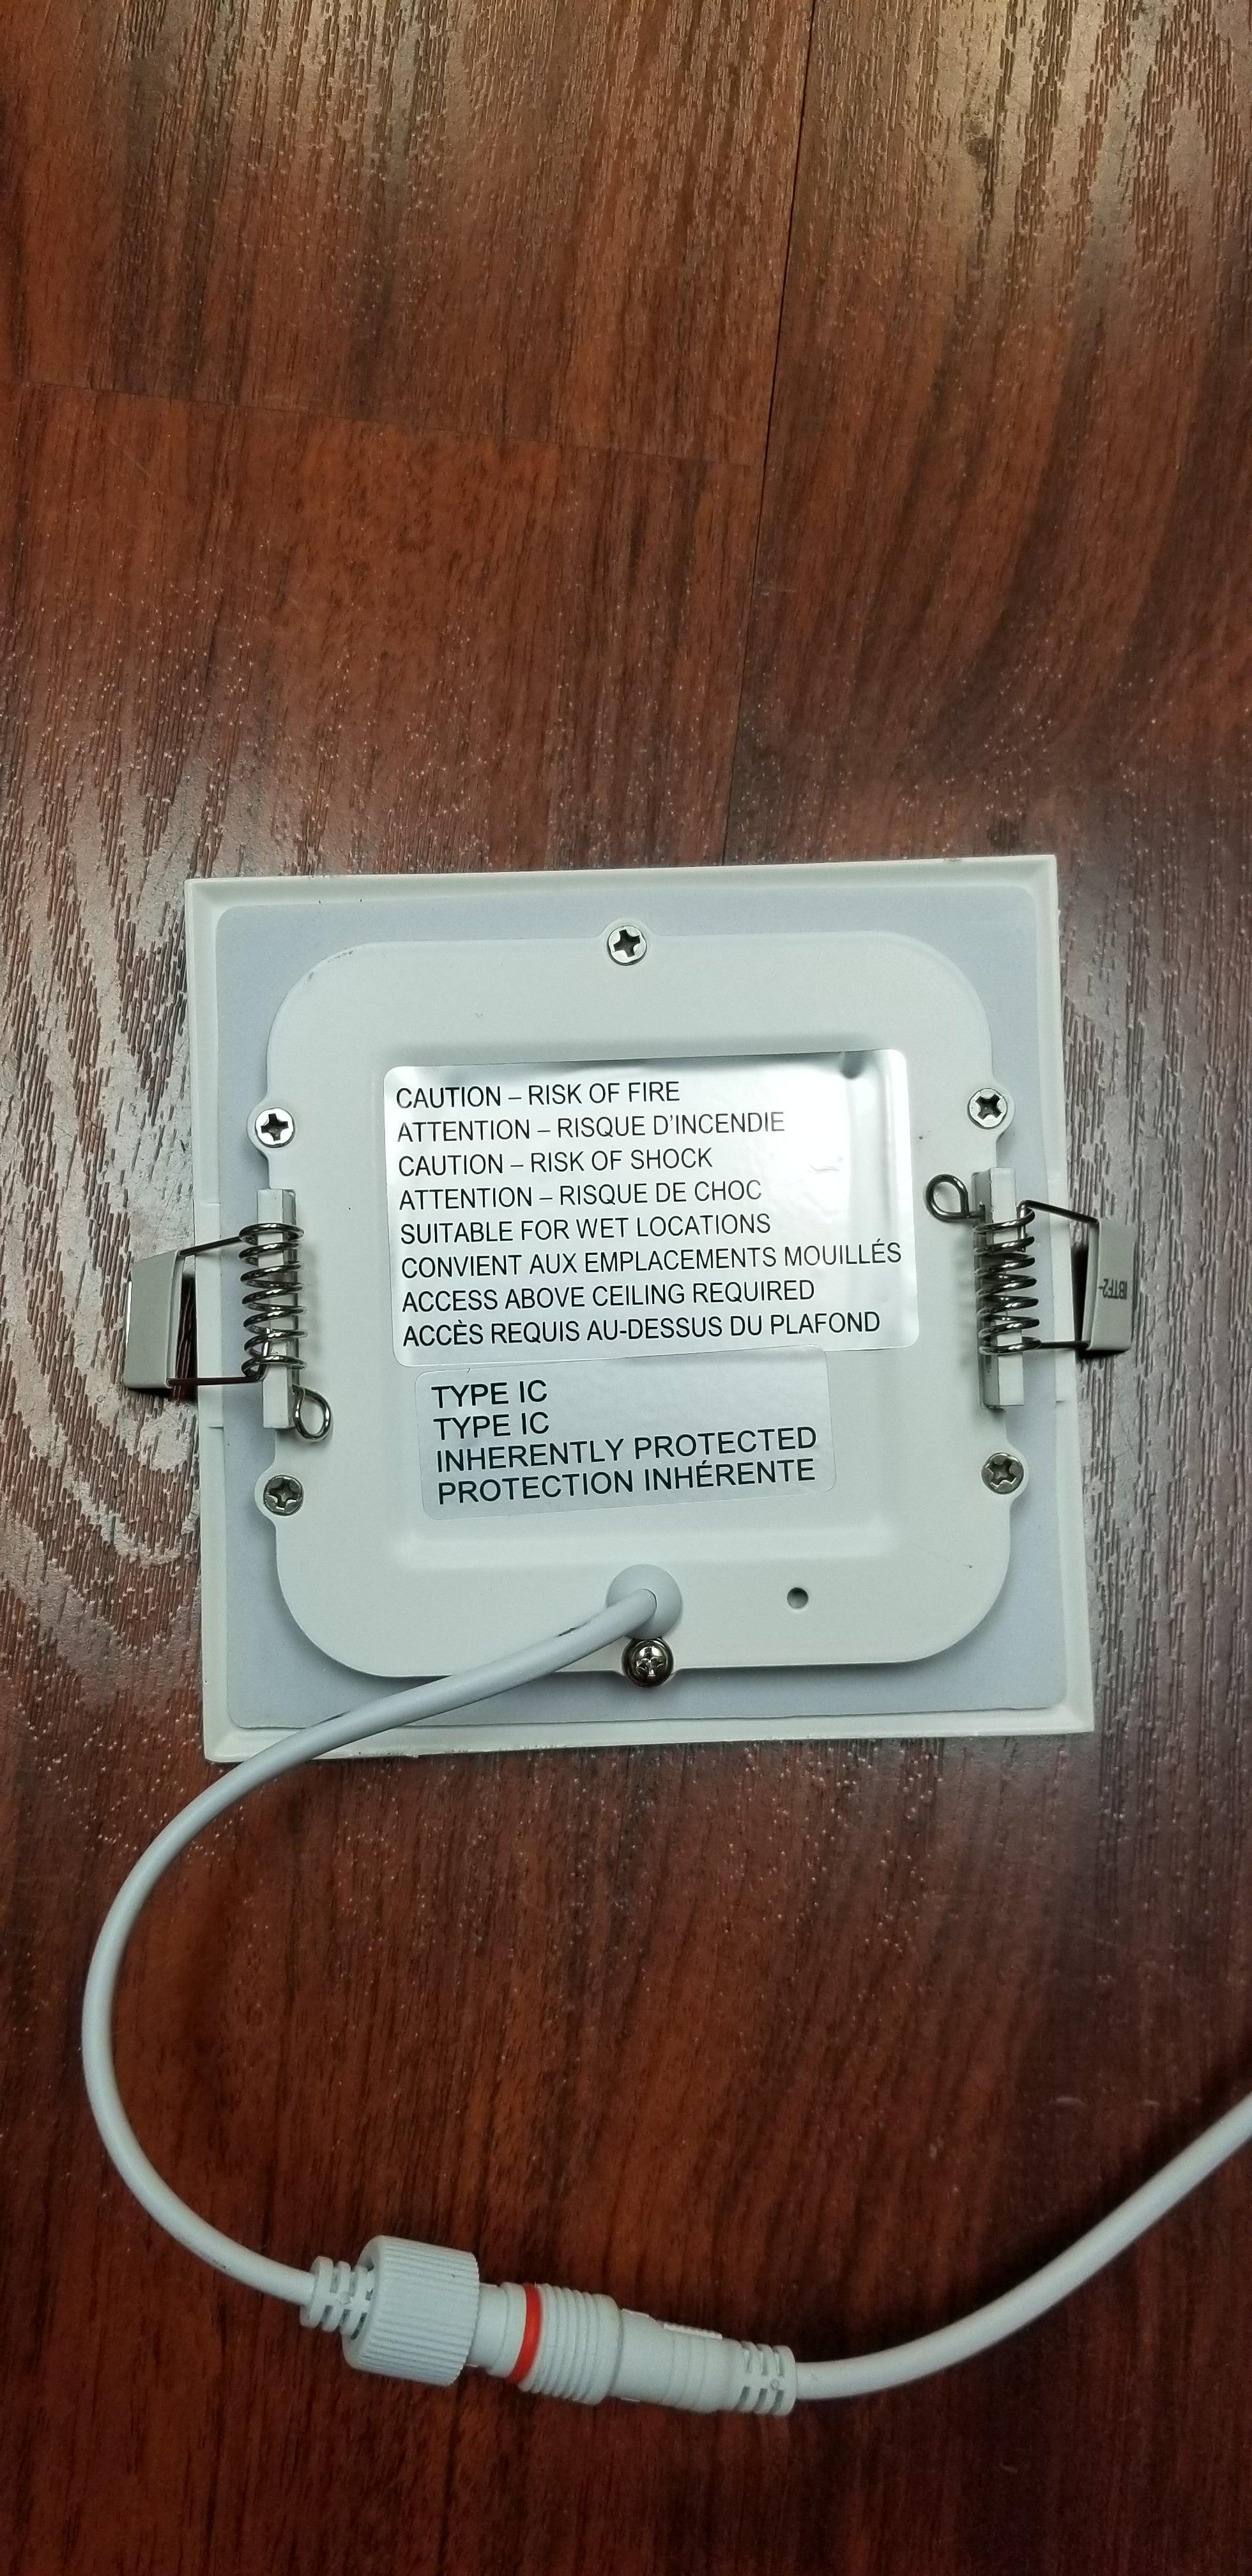 CAUTION – RISK OF FIRE
ATTENTION – RISQUE D'INCENDIE
CAUTION – RISK OF SHOCK
ATTENTION – RISQUE DE CHOC
SUITABLE FOR WET LOCATIONS
CONVIENT AUX EMPLACEMENTS MOUILLÉS
ACCESS ABOVE CEILING REQUIRED
ACCÈS REQUIS AU-DESSUS DU PLAFOND
TYPE IC
TYPE IC
INHERENTLY PROTECTED
PROTECTION INHÉRENTE